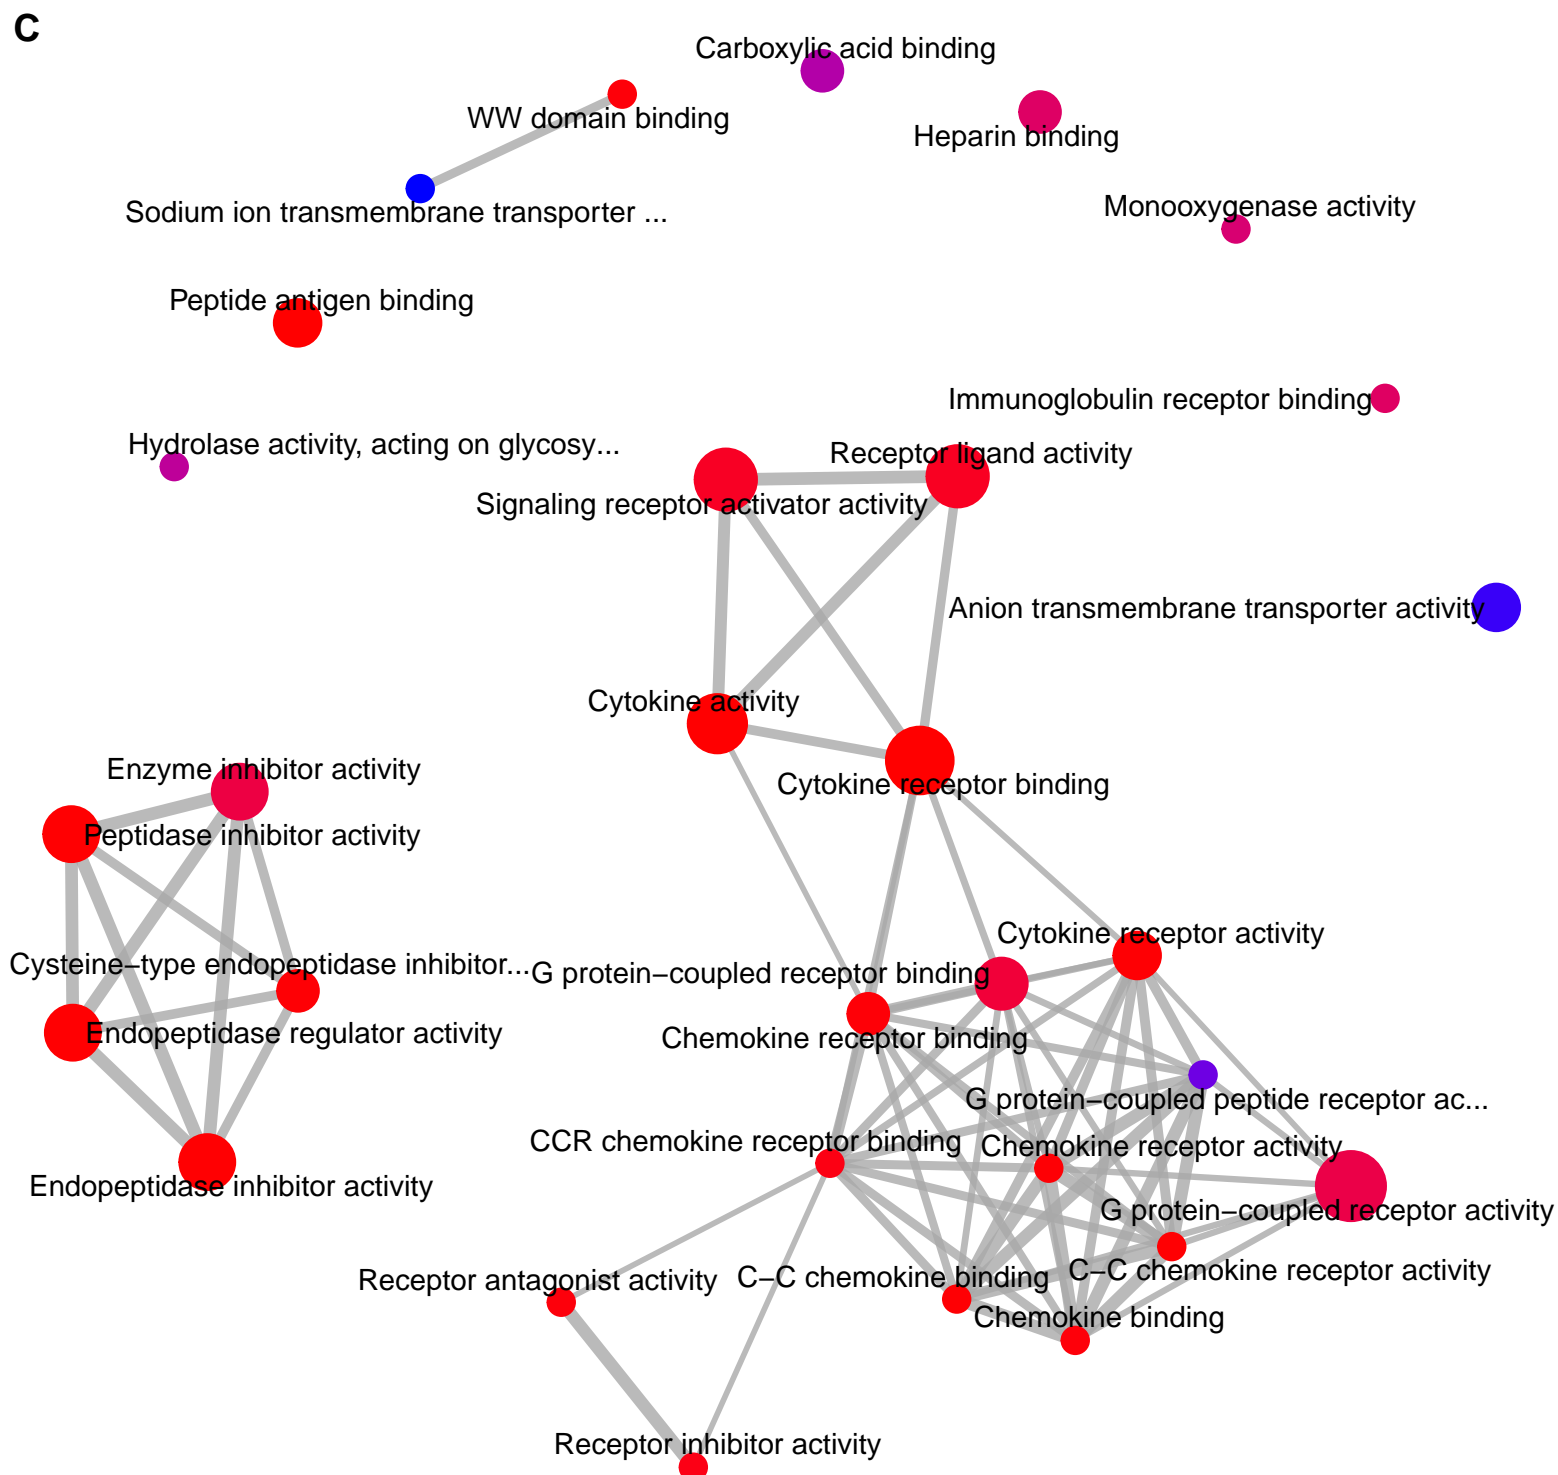 C
Carboxylic acid binding
WW domain binding
Heparin binding
Sodium ion transmembrane transporter ...
Monooxygenase activity
Peptide antigen binding
Immunoglobulin receptor binding
Hydrolase activity, acting on glycosy...
Receptor ligand activity
Signaling receptor activator activity
Anion transmembrane transporter activity
Cytokine activity
Enzyme inhibitor activity
Cytokine receptor binding
Peptidase inhibitor activity
Cytokine receptor activity
Cysteine−type endopeptidase inhibitor...
G protein−coupled receptor binding
Endopeptidase regulator activity
Chemokine receptor binding
G protein−coupled peptide receptor ac...
CCR chemokine receptor binding
Chemokine receptor activity
Endopeptidase inhibitor activity
G protein−coupled receptor activity
Receptor antagonist activity
C−C chemokine binding
C−C chemokine receptor activity
Chemokine binding
Receptor inhibitor activity